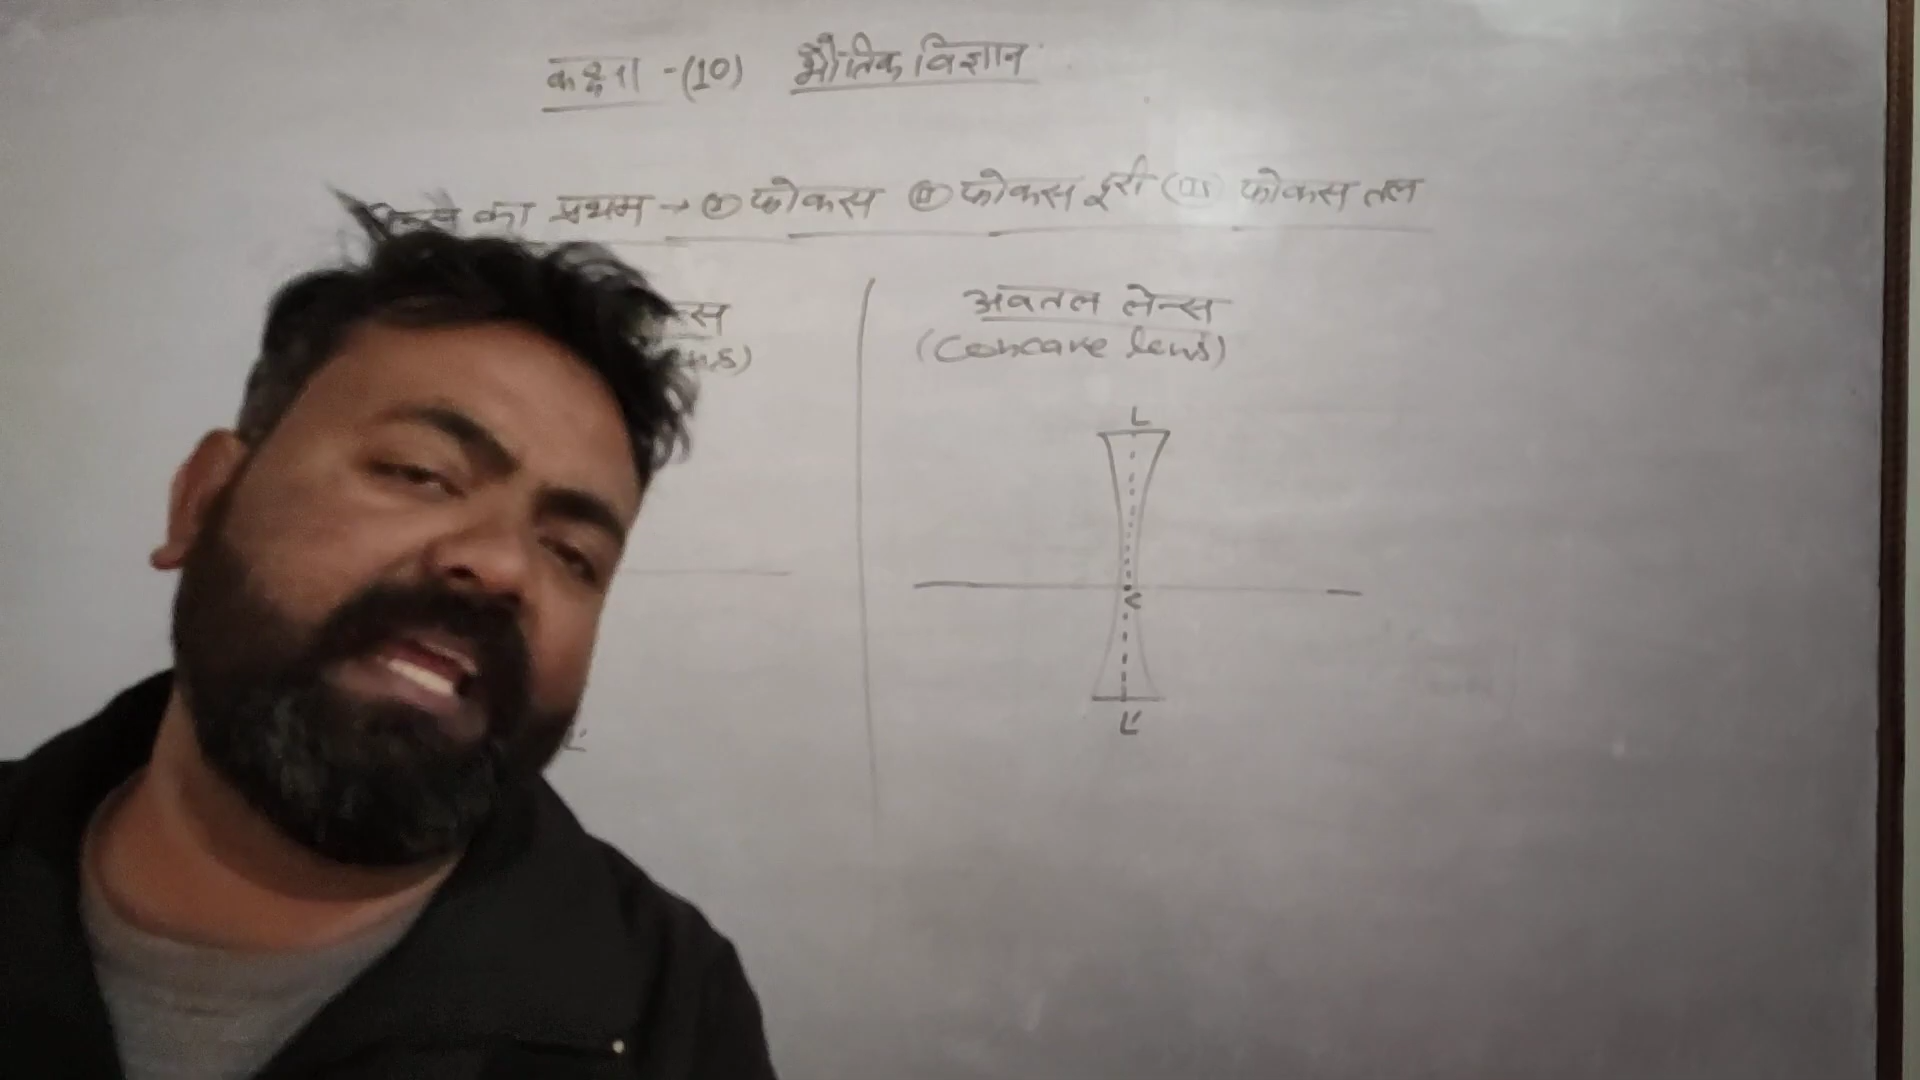 कक्षा -(10) भौतिक विज्ञान
का प्रथम → (I) फोकस (II) फोकस दूरी (III) फोकस तल
अवतल लेन्स
(Concave lens)
L
C
L'
L'